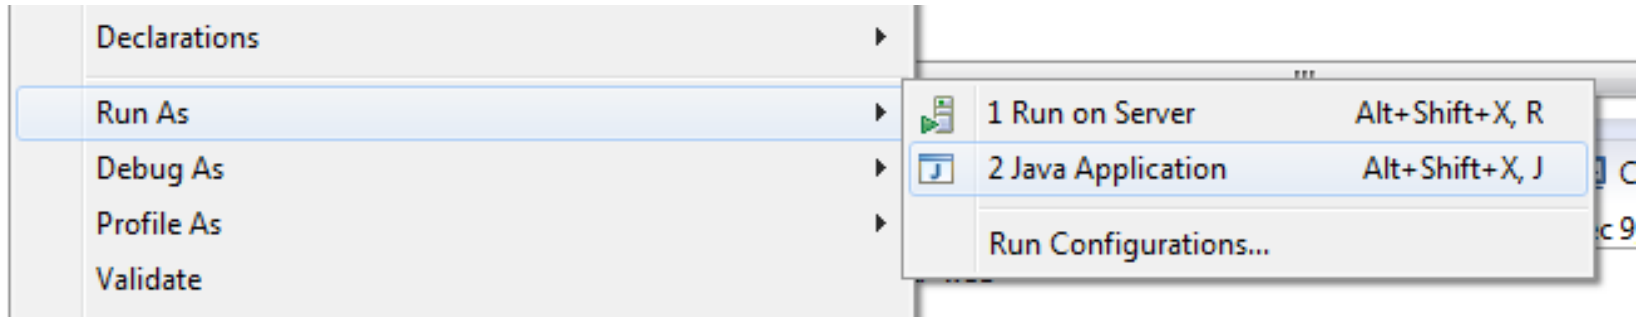 Declarations
Run As
Debug As
Profile As
Validate
1 Run on Server Alt+Shift+X, R
2 Java Application Alt+Shift+X, J
Run Configurations...